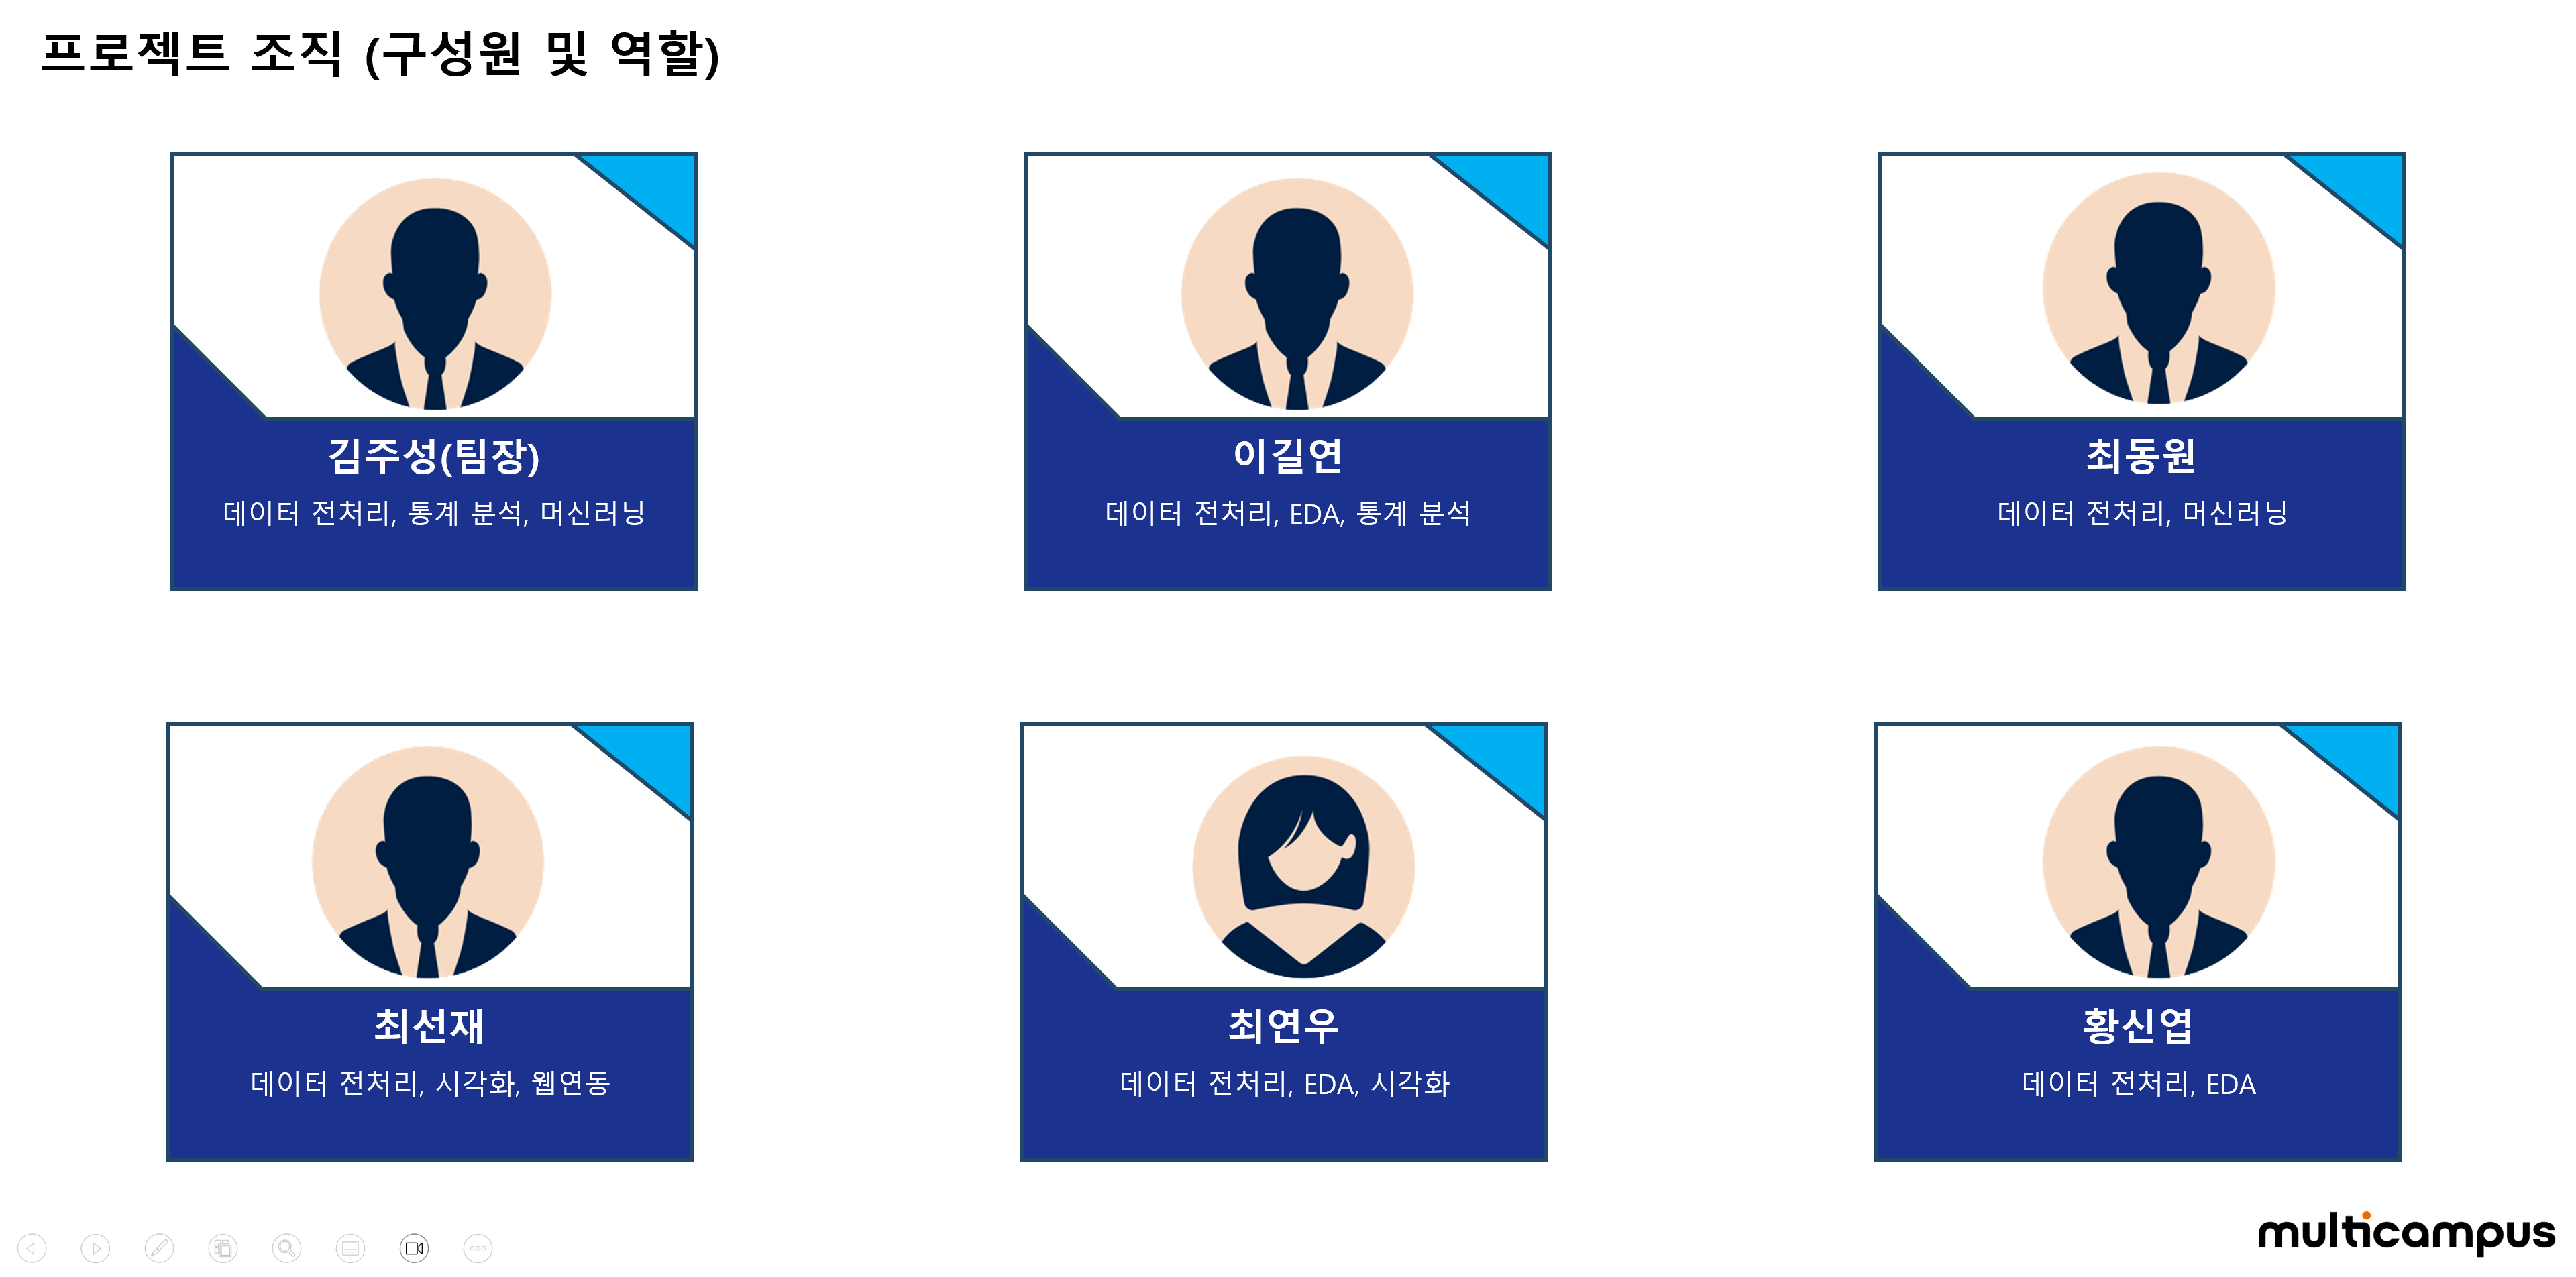 프로젝트 조직 (구성원 및 역할)
김주성(팀장)
데이터 전처리, 통계 분석, 머신러닝
이길연
데이터 전처리, EDA, 통계 분석
최동원
데이터 전처리, 머신러닝
최선재
데이터 전처리, 시각화, 웹연동
최연우
데이터 전처리, EDA, 시각화
황신엽
데이터 전처리, EDA
multicampus